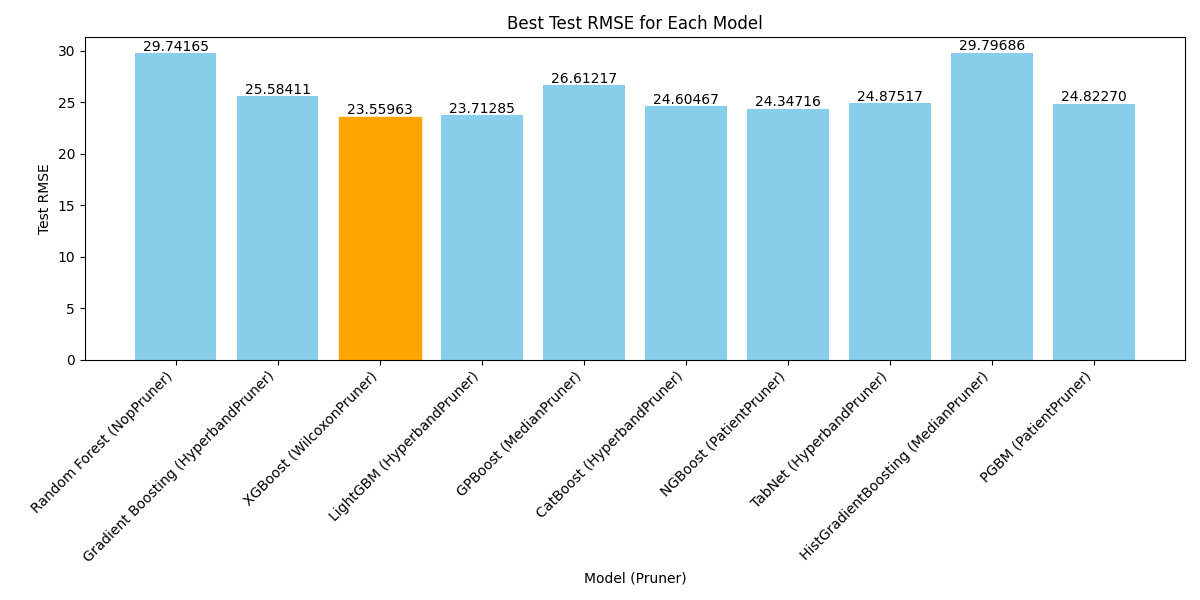 Best Test RMSE for Each Model
Test RMSE
30
25
20
15
10
5
0
29.74165
25.58411
23.55963
23.71285
26.61217
24.60467
24.34716
24.87517
29.79686
24.82270
Random Forest (NopPruner)
Gradient Boosting (HyperbandPruner)
XGBoost (WilcoxonPruner)
LightGBM (HyperbandPruner)
GPBoost (MedianPruner)
CatBoost (HyperbandPruner)
NGBoost (PatientPruner)
TabNet (HyperbandPruner)
HistGradientBoosting (MedianPruner)
PGBM (PatientPruner)
Model (Pruner)